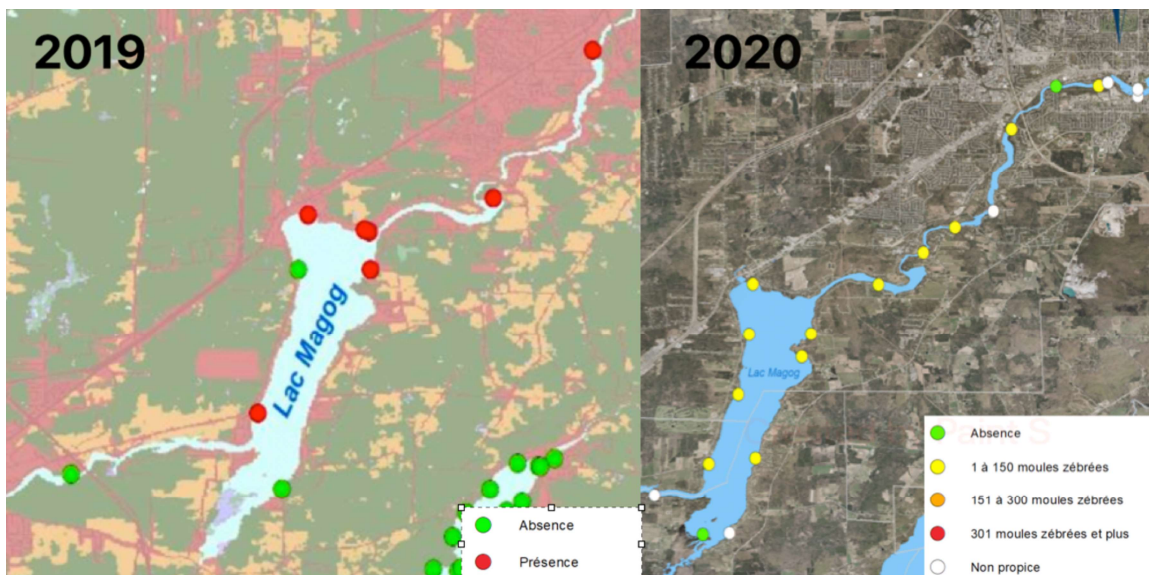 2019
2020
Lac Magog
Lac Magog
Absence
Présence
Absence
1 à 150 moules zébrées
151 à 300 moules zébrées
301 moules zébrées et plus
Non propice